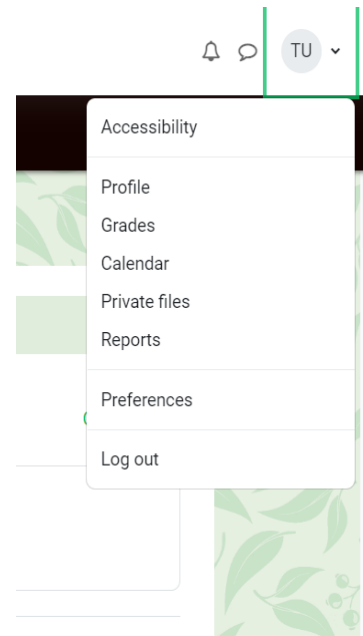 TU
Accessibility
Profile
Grades
Calendar
Private files
Reports
Preferences
Log out